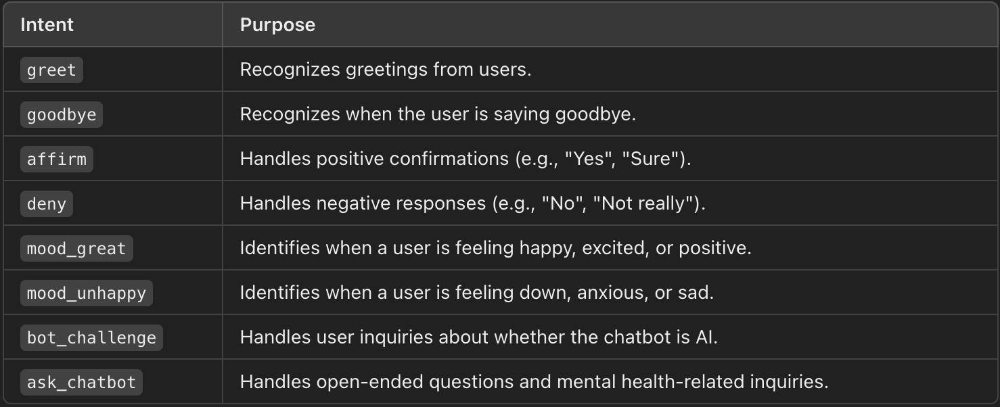 Intent Purpose
greet Recognizes greetings from users.
goodbye Recognizes when the user is saying goodbye.
affirm Handles positive confirmations (e.g., "Yes", "Sure").
deny Handles negative responses (e.g., "No", "Not really").
mood_great Identifies when a user is feeling happy, excited, or positive.
mood_unhappy Identifies when a user is feeling down, anxious, or sad.
bot_challenge Handles user inquiries about whether the chatbot is AI.
ask_chatbot Handles open-ended questions and mental health-related inquiries.